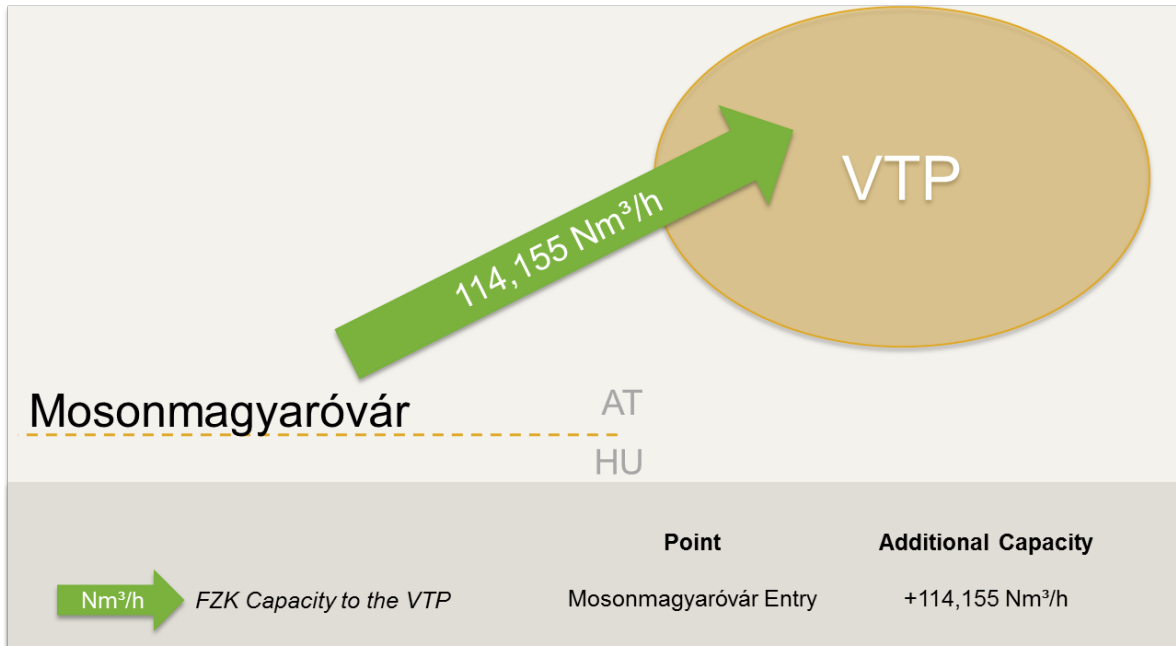 VTP
114,155 Nm³/h
Mosonmagyaróvár
AT
HU
Point Additional Capacity
Nm³/h FZK Capacity to the VTP Mosonmagyaróvár Entry +114,155 Nm³/h